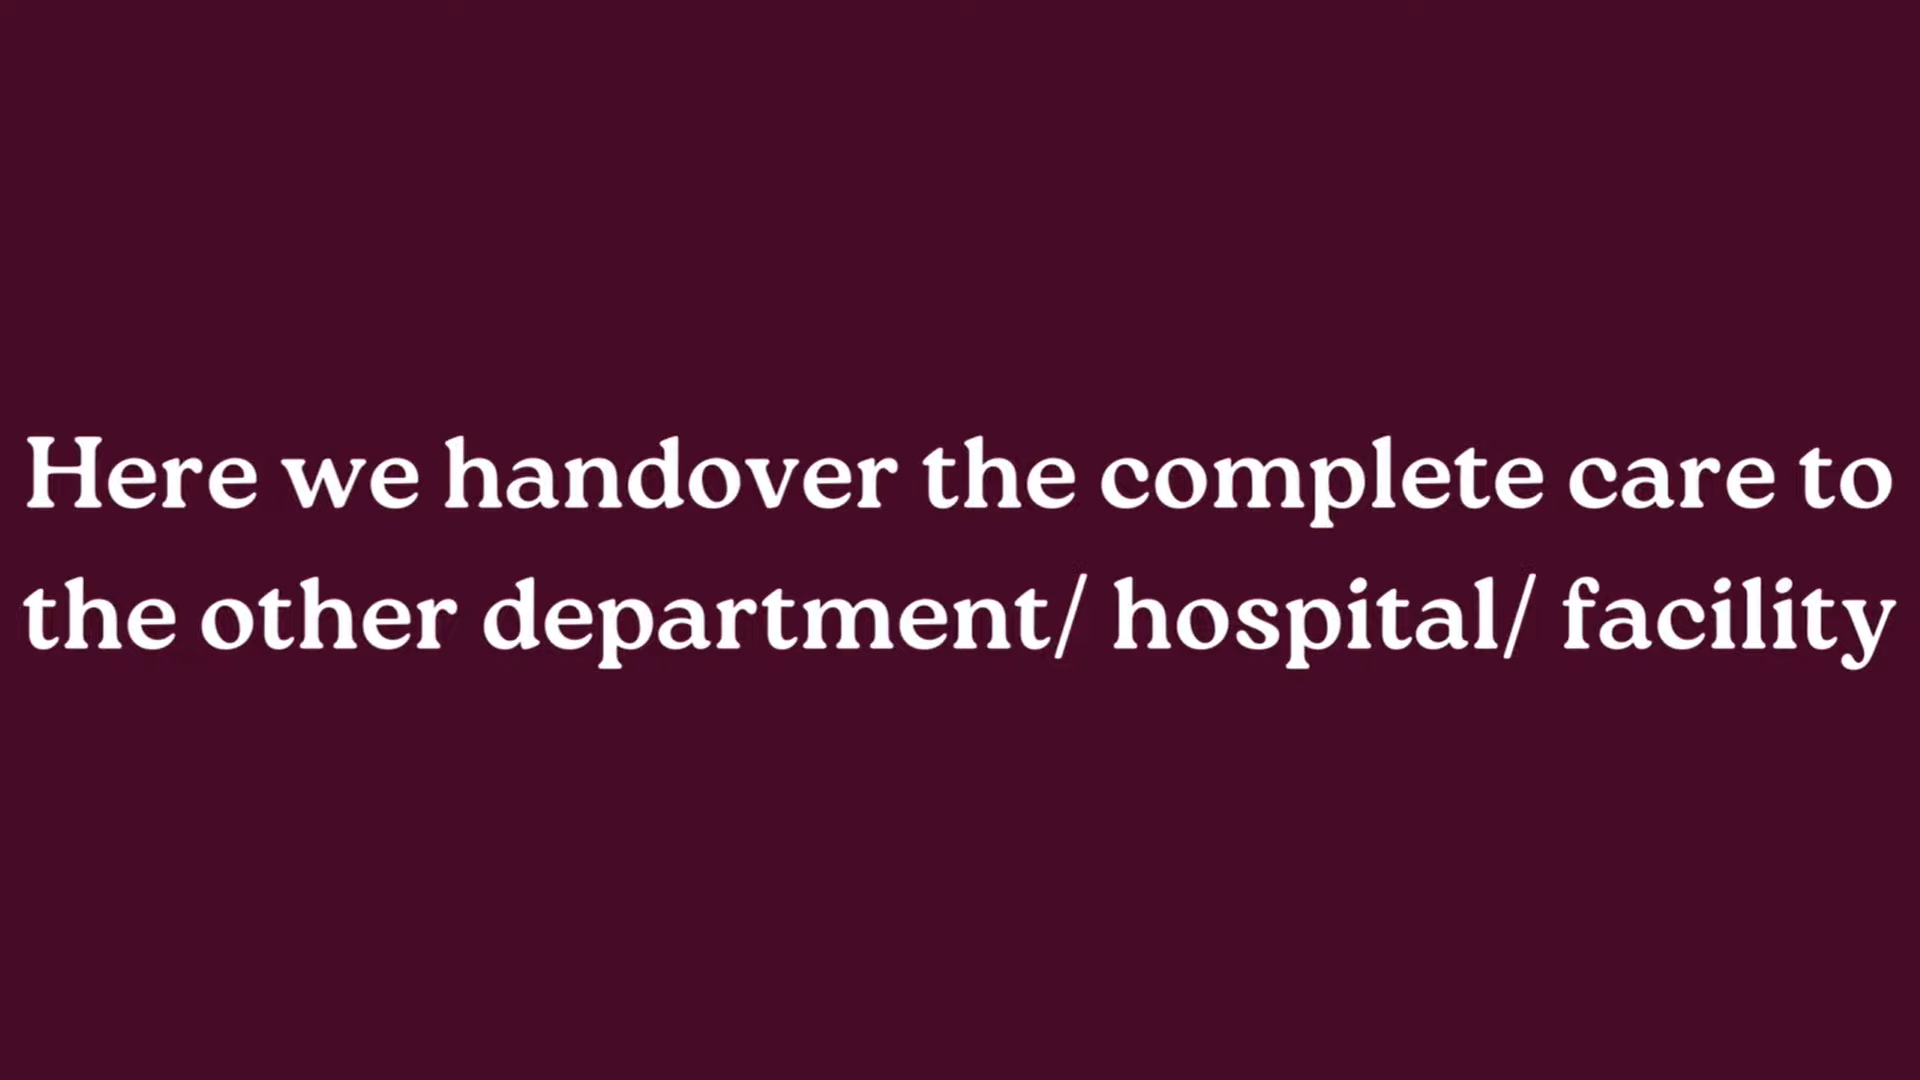 Here we handover the complete care to
the other department/ hospital/ facility